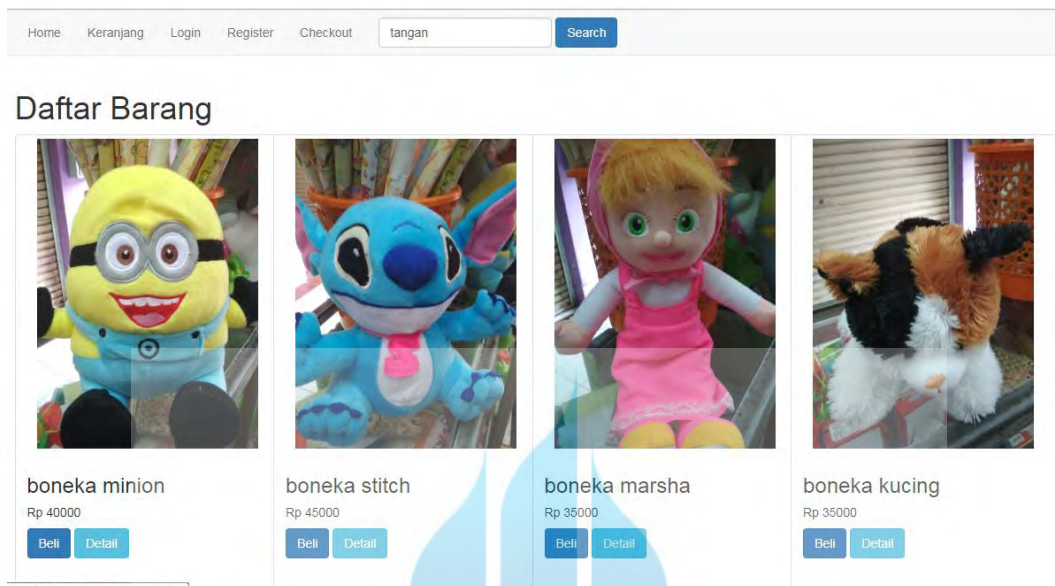 Home Keranjang Login Register Checkout tangan Search
Daftar Barang
boneka minion boneka stitch boneka marsha boneka kucing
Rp 40000 Rp 45000 Rp 35000 Rp 35000
Beli Detail Beli Detail Beli Detail Beli Detail